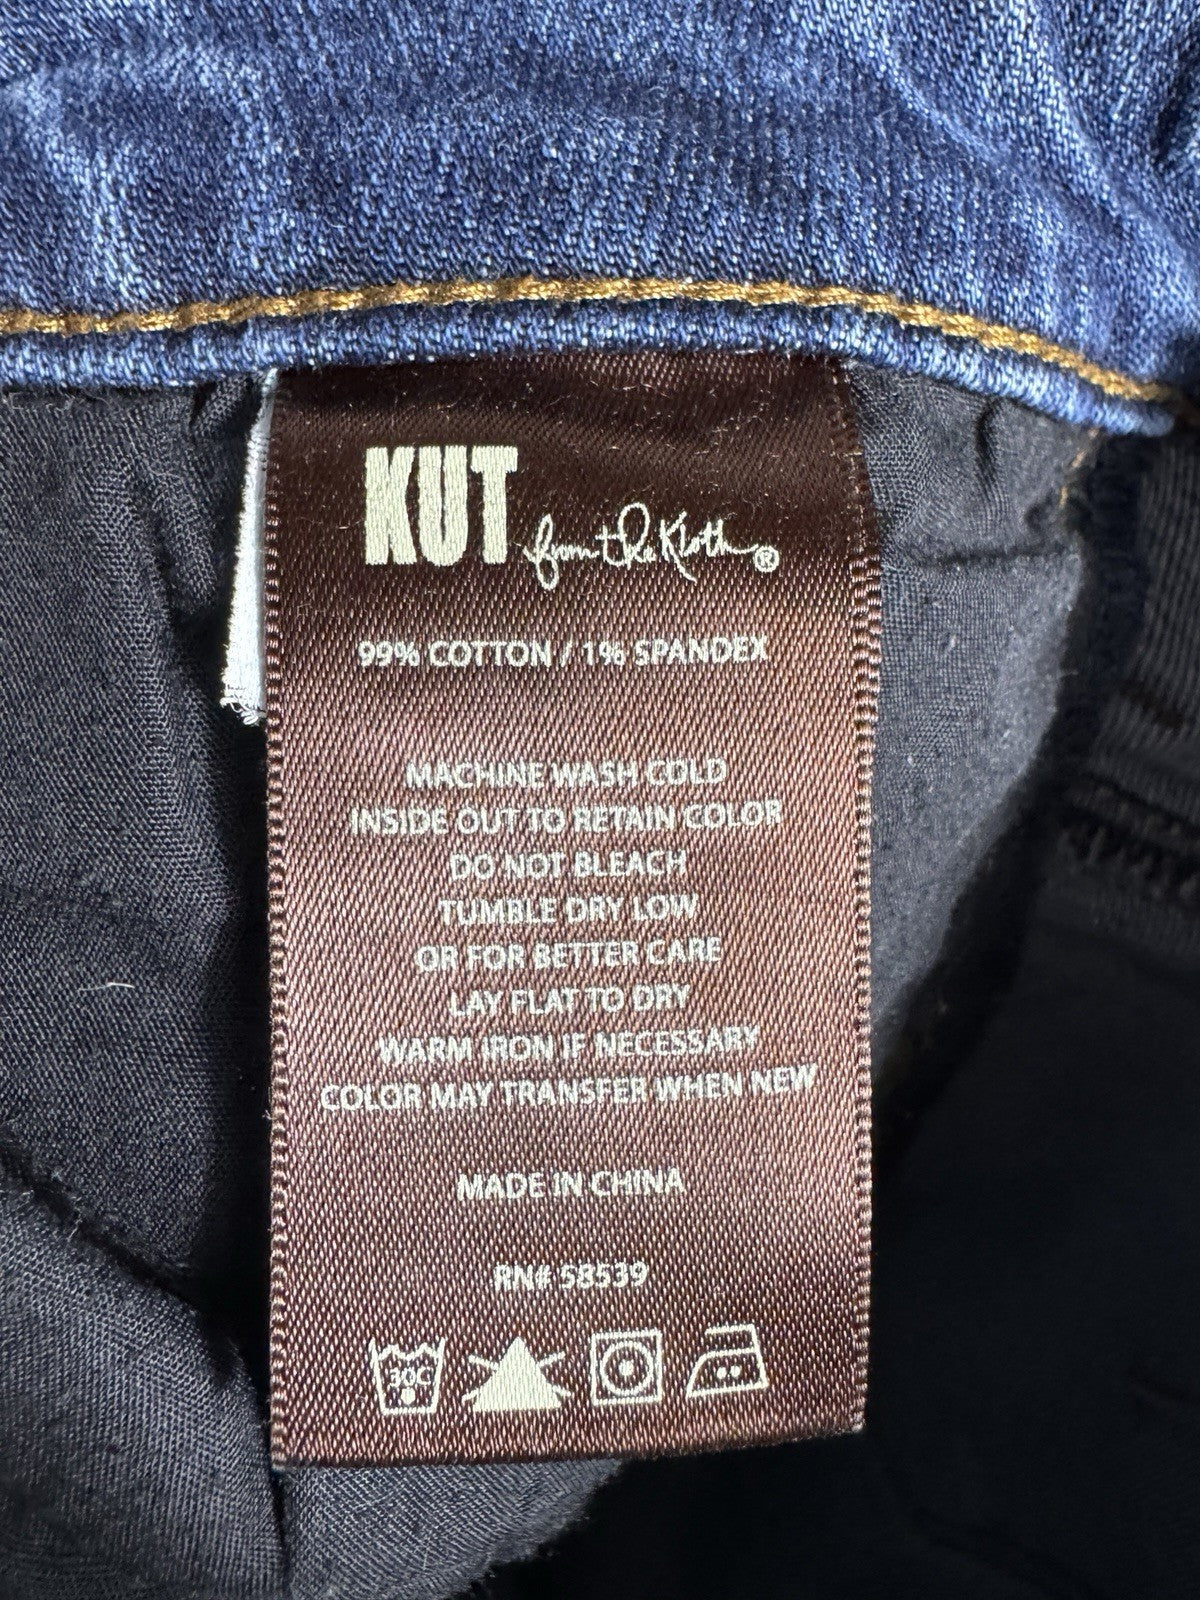 KUT from the Kloth®
99% COTTON / 1% SPANDEX
MACHINE WASH COLD
INSIDE OUT TO RETAIN COLOR
DO NOT BLEACH
TUMBLE DRY LOW
OR FOR BETTER CARE
LAY FLAT TO DRY
WARM IRON IF NECESSARY
COLOR MAY TRANSFER WHEN NEW
MADE IN CHINA
RN# 58539
30C